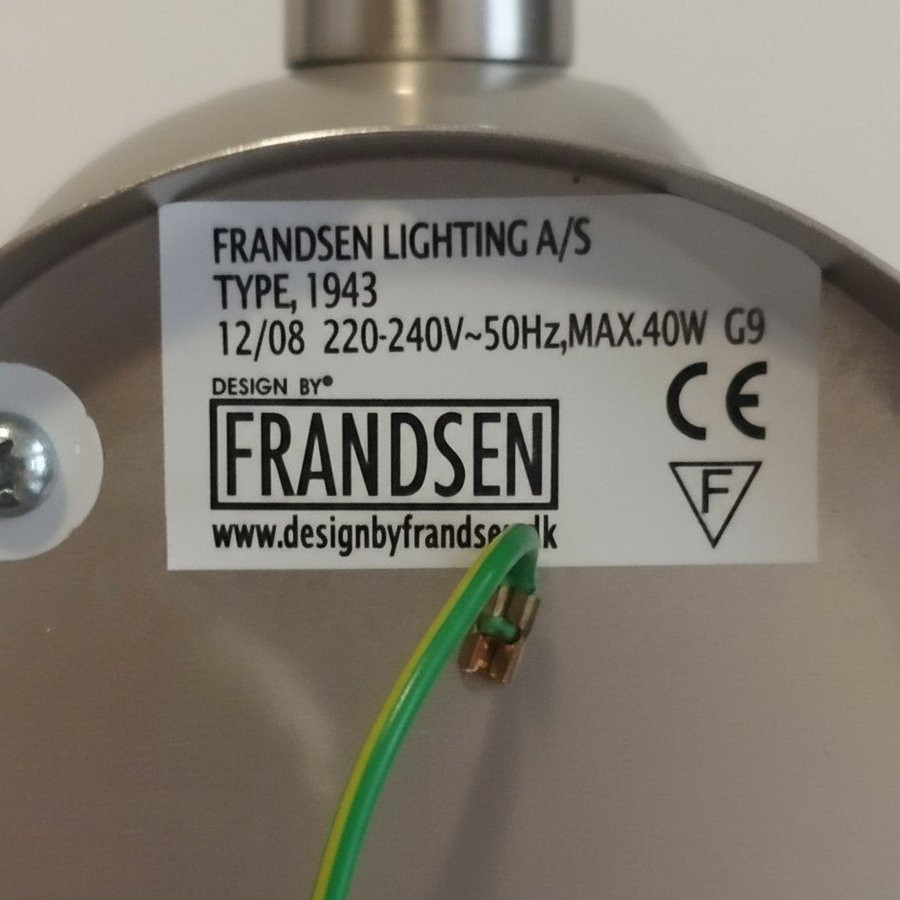 FRANDSEN LIGHTING A/S
TYPE, 1943
12/08 220-240V~50Hz,MAX.40W G9
DESIGN BY®
FRANDSEN
CE
F